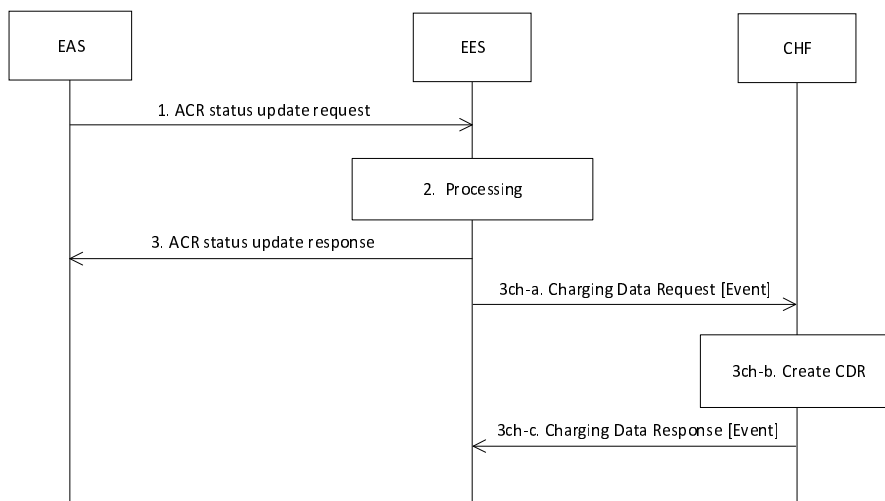 EAS
EES
CHF
1. ACR status update request
2. Processing
3. ACR status update response
3ch-a. Charging Data Request [Event]
3ch-b. Create CDR
3ch-c. Charging Data Response [Event]